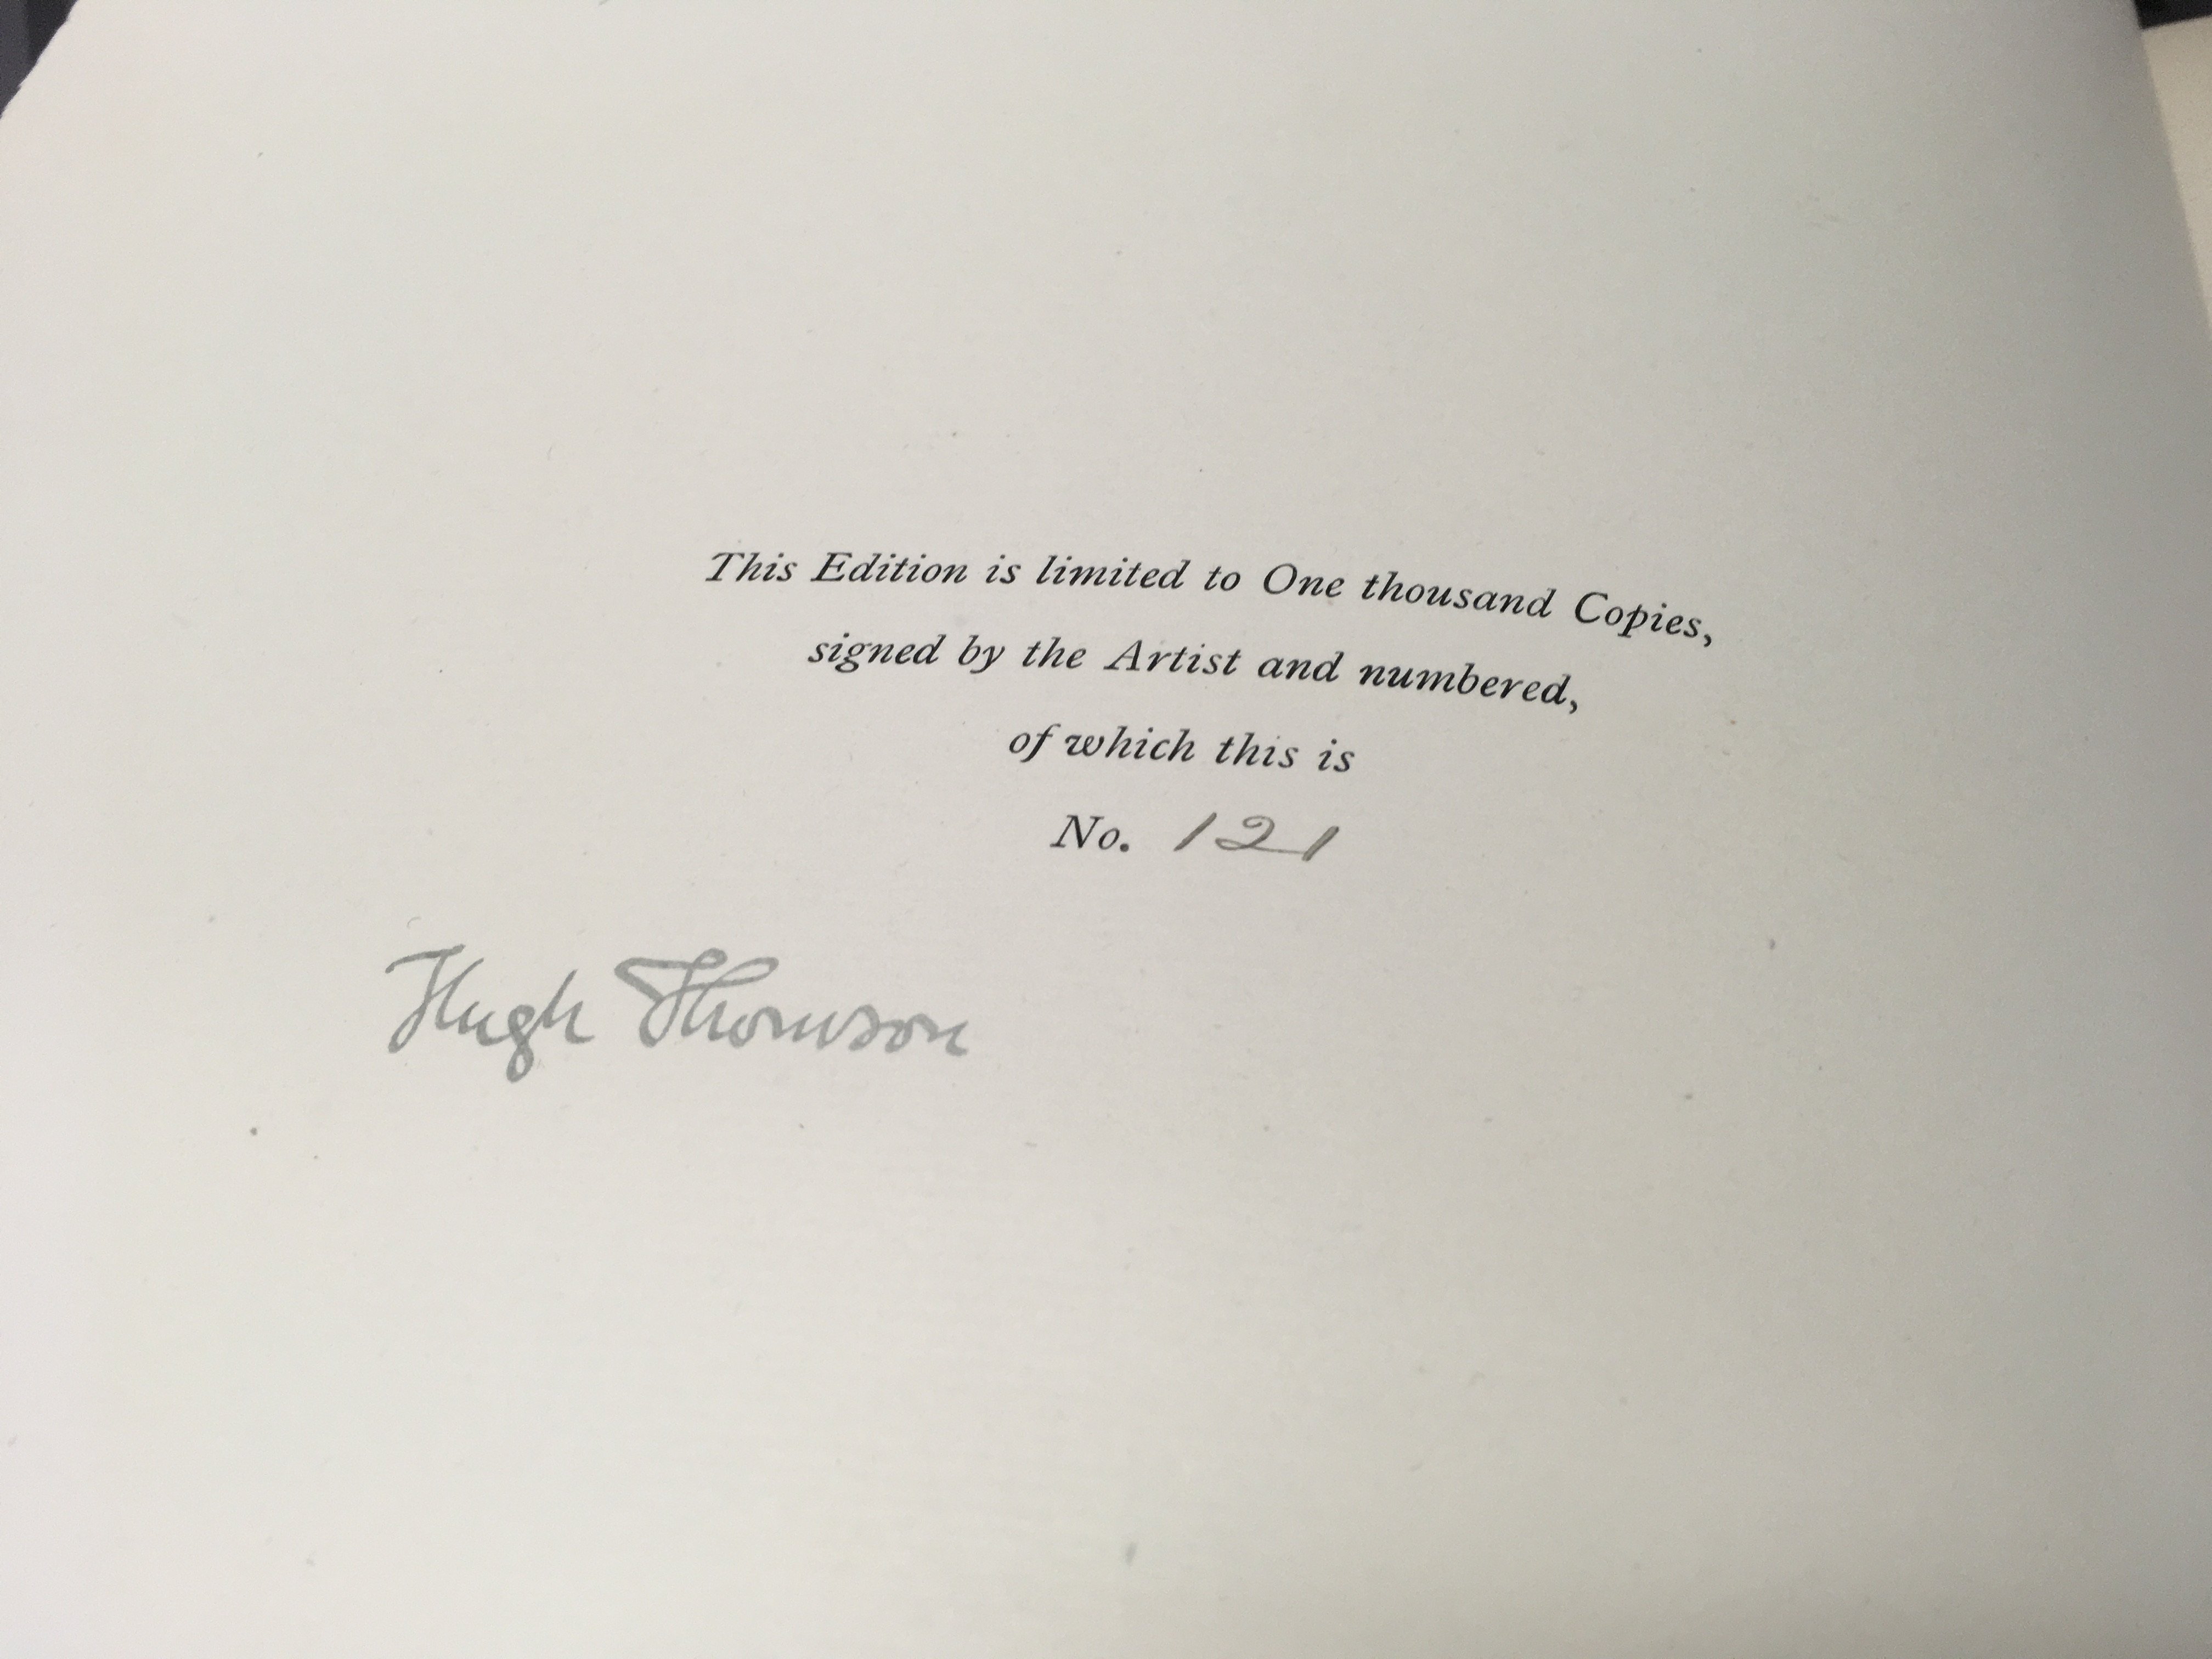 This Edition is limited to One thousand Copies,
signed by the Artist and numbered,
of which this is
No. 121
Hugh Thomson